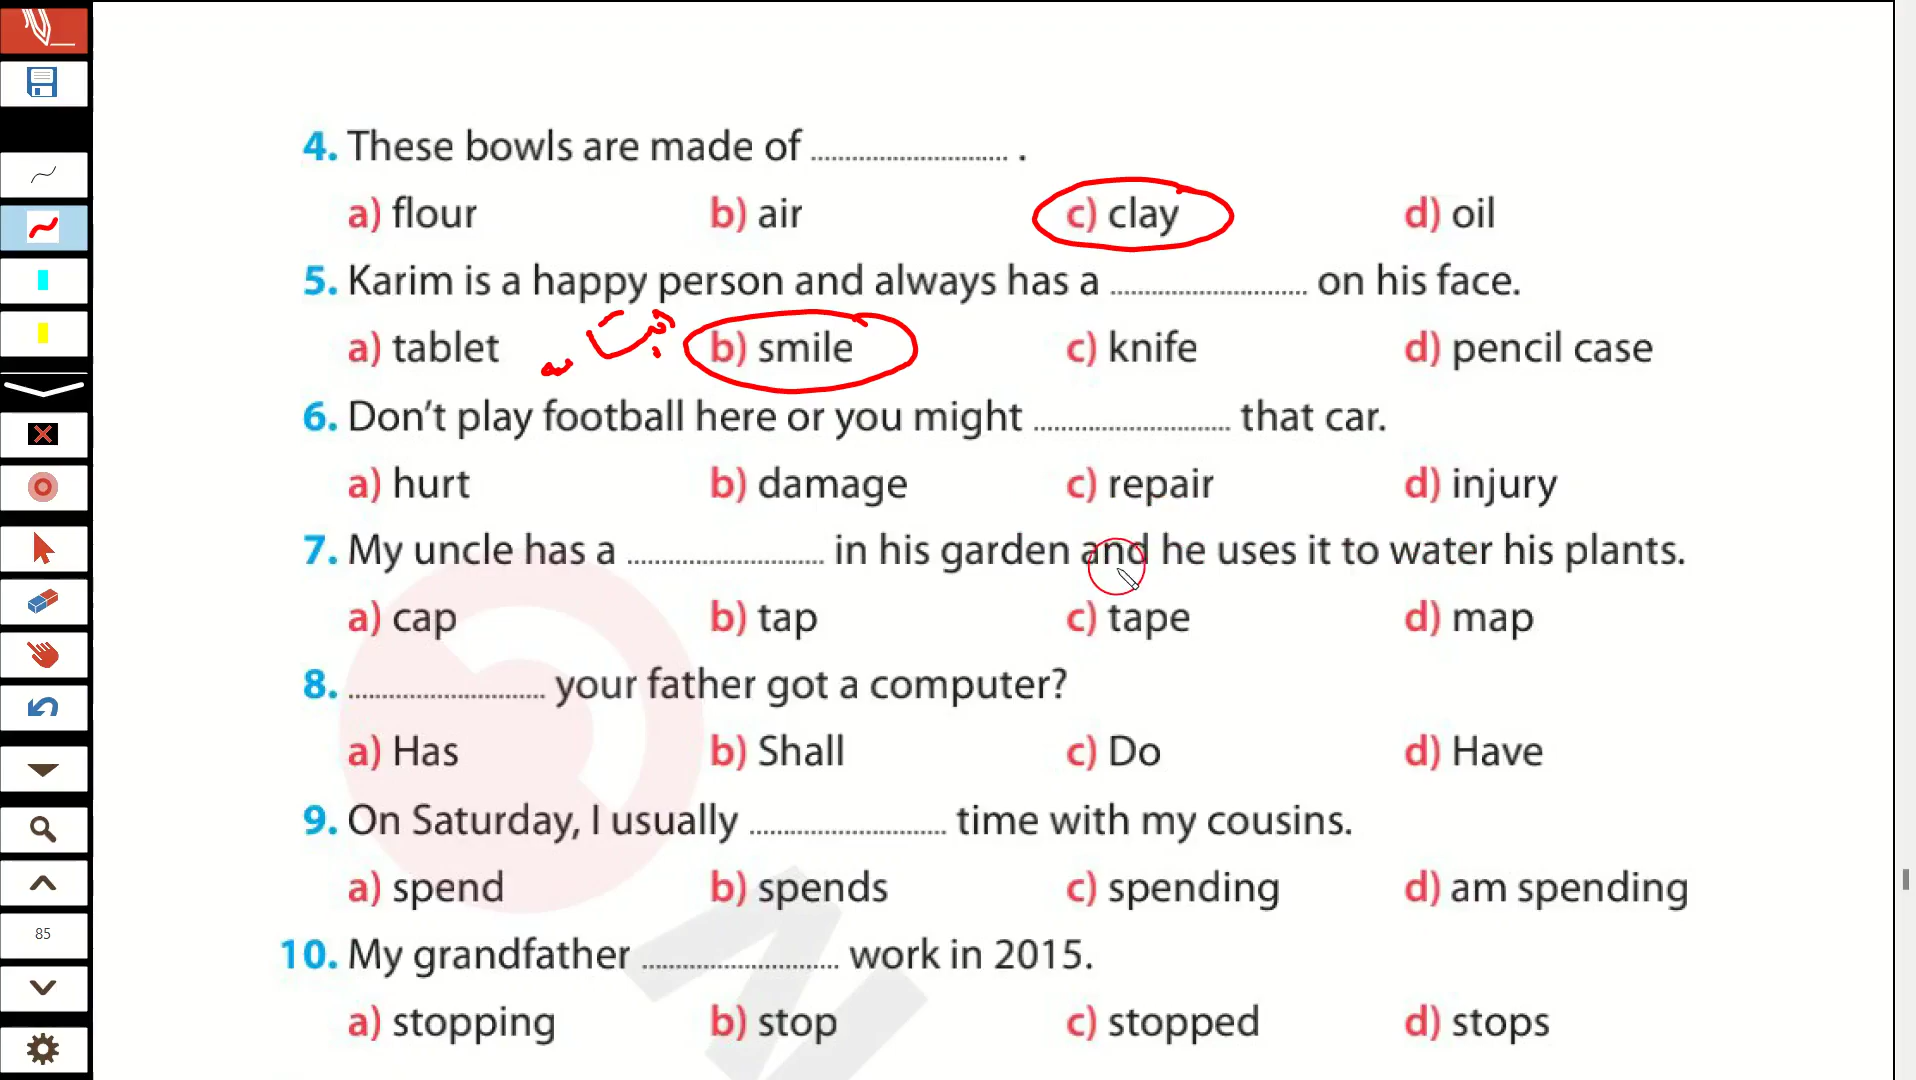 4. These bowls are made of .............................. .
a) flour b) air c) clay d) oil
5. Karim is a happy person and always has a .............................. on his face.
a) tablet b) smile c) knife d) pencil case
6. Don't play football here or you might .............................. that car.
a) hurt b) damage c) repair d) injury
7. My uncle has a .............................. in his garden and he uses it to water his plants.
a) cap b) tap c) tape d) map
8. .............................. your father got a computer?
a) Has b) Shall c) Do d) Have
9. On Saturday, I usually .............................. time with my cousins.
a) spend b) spends c) spending d) am spending
10. My grandfather .............................. work in 2015.
a) stopping b) stop c) stopped d) stops
85